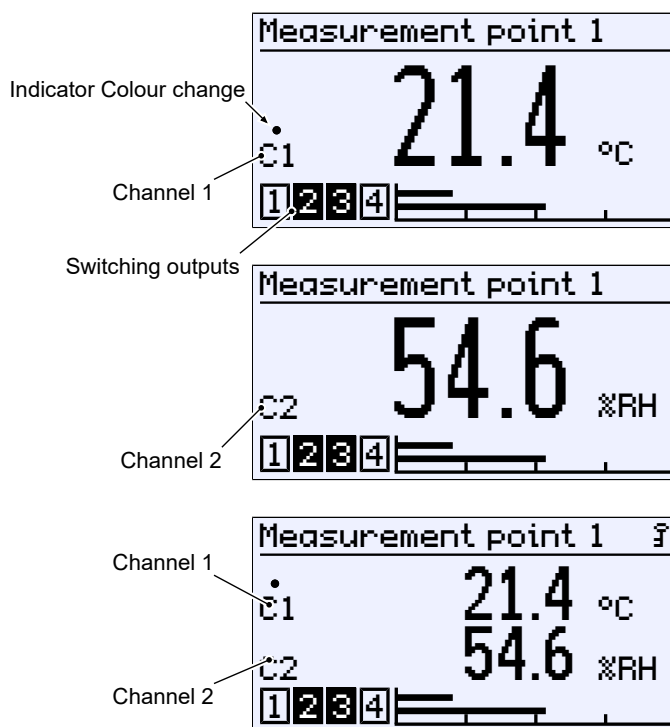 Measurement point 1
Indicator Colour change
21.4 °C
C1
Channel 1
1 2 3 4
Switching outputs
Measurement point 1
54.6 %RH
C2
Channel 2
1 2 3 4
Measurement point 1
Channel 1
C1 21.4 °C
C2 54.6 %RH
Channel 2
1 2 3 4